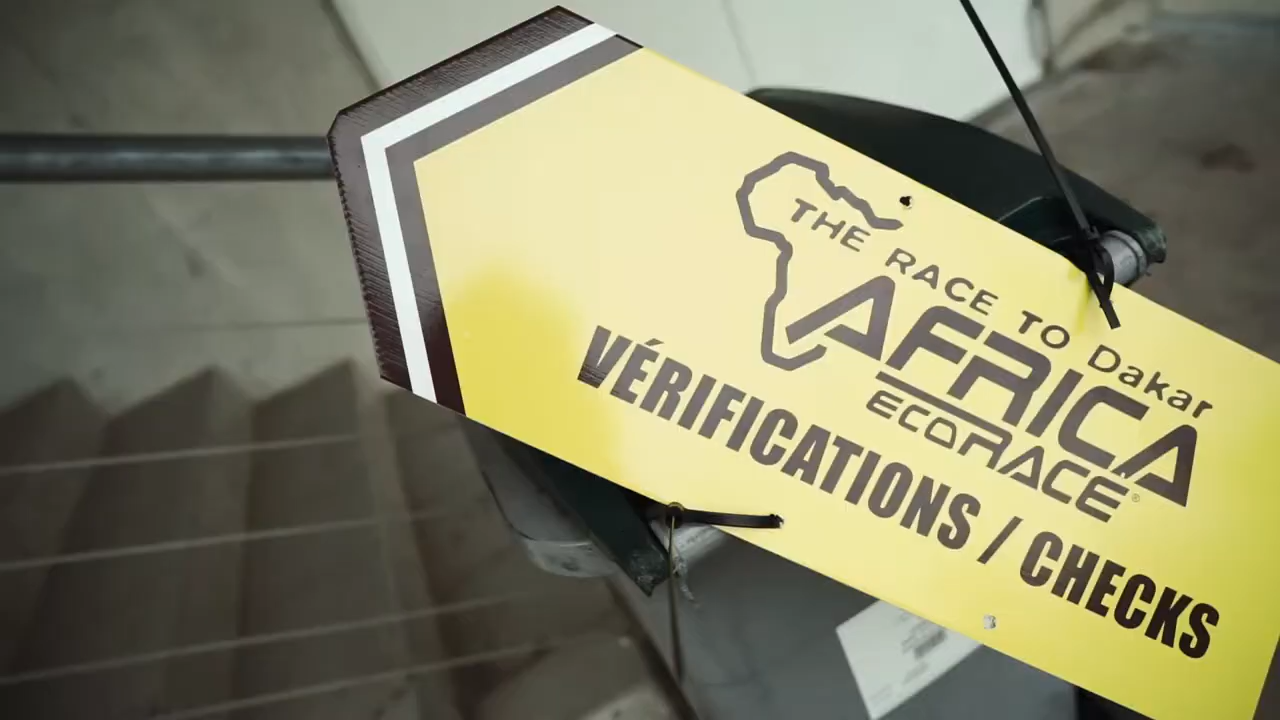 THE RACE TO Dakar
AFRICA
ECORACE®
VÉRIFICATIONS / CHECKS